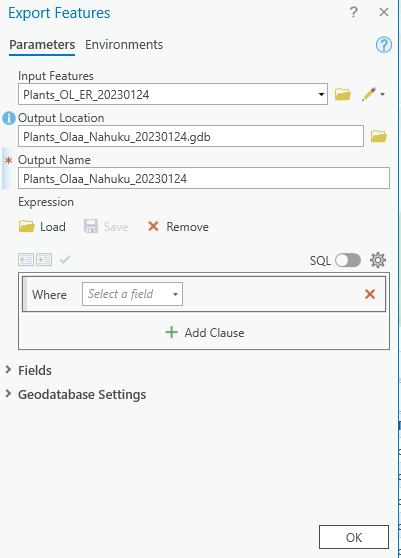 Export Features
?
Parameters Environments
?
Input Features
Plants_OL_ER_20230124
Output Location
Plants_Olaa_Nahuku_20230124.gdb
* Output Name
Plants_Olaa_Nahuku_20230124
Expression
Load Save Remove
SQL
Where Select a field
Add Clause
Fields
Geodatabase Settings
OK